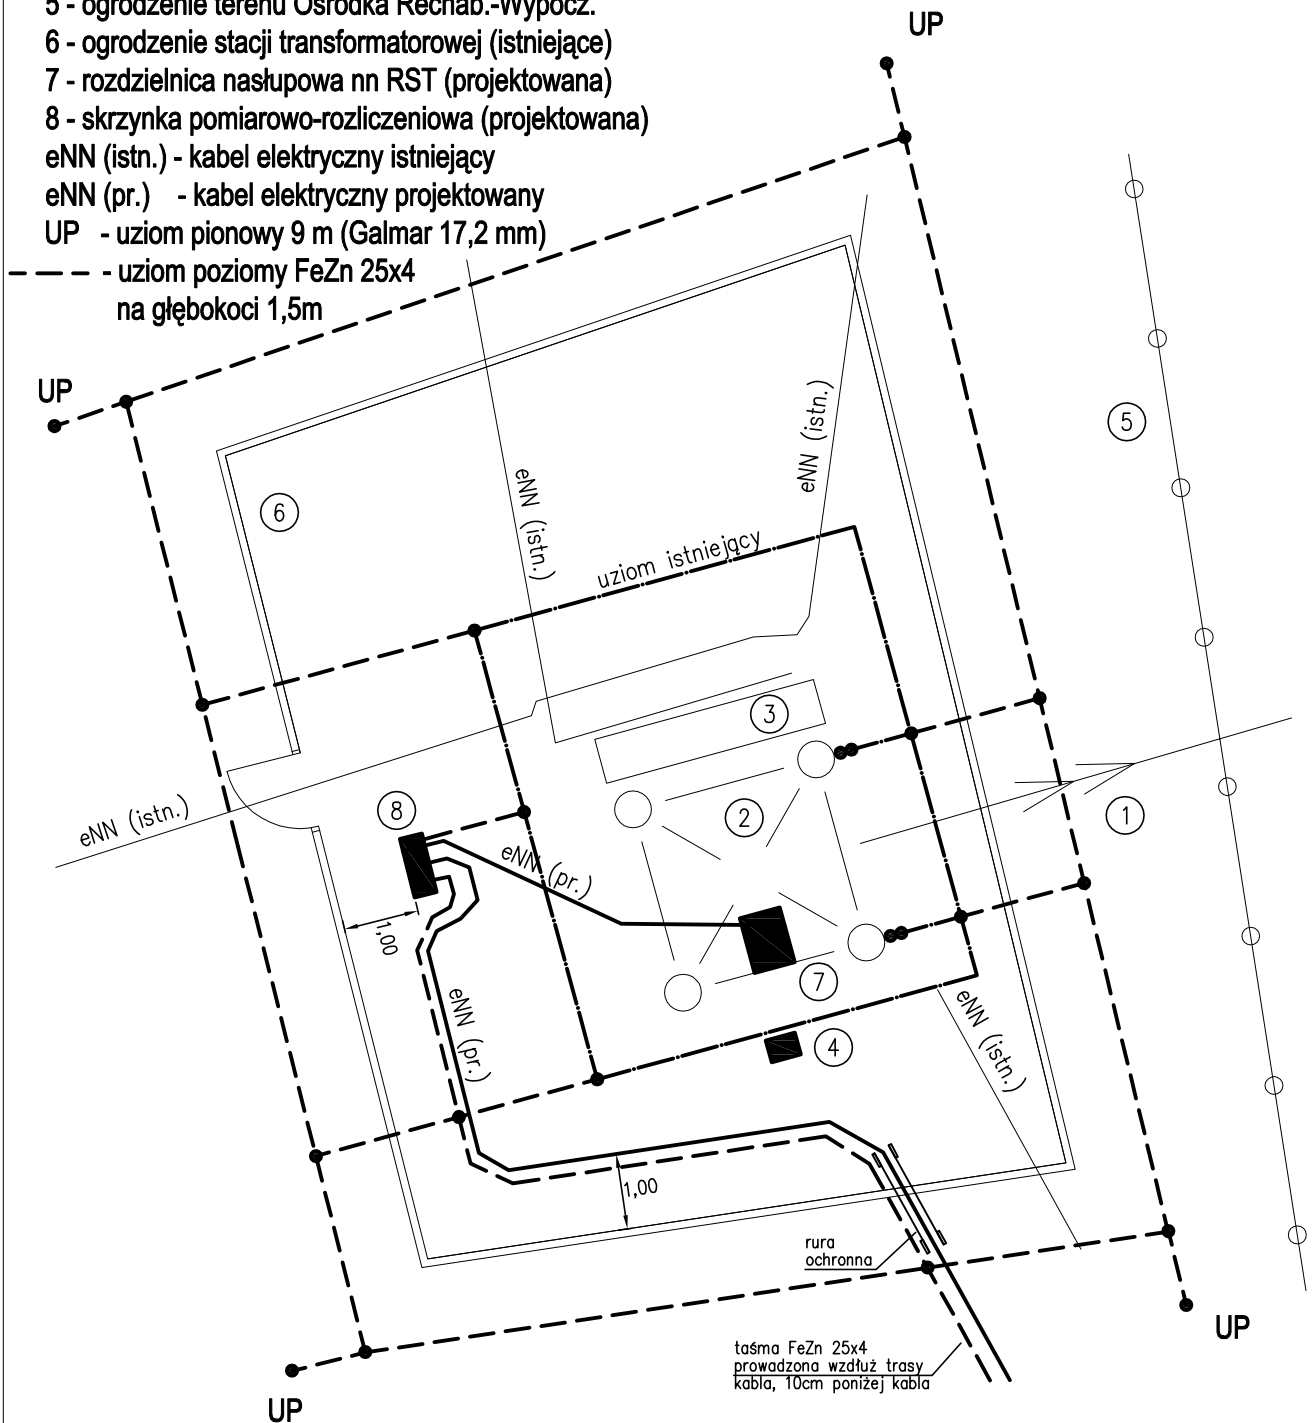 5 - ogrodzenie terenu Ośrodka Rechab.-Wypocz.
6 - ogrodzenie stacji transformatorowej (istniejące)
7 - rozdzielnica nasłupowa nn RST (projektowana)
8 - skrzynka pomiarowo-rozliczeniowa (projektowana)
eNN (istn.) - kabel elektryczny istniejący
eNN (pr.) - kabel elektryczny projektowany
UP - uziom pionowy 9 m (Galmar 17,2 mm)
- uziom poziomy FeZn 25x4
na głębokoci 1,5m
UP
UP
5
6
eNN (istn.)
eNN (istn.)
uziom istniejący
3
2
1
8
eNN (istn.)
eNN (pr.)
1,00
7
4
eNN (pr.)
eNN (istn.)
1,00
rura
ochronna
taśma FeZn 25x4
prowadzona wzdłuż trasy
kabla, 10cm poniżej kabla
UP
UP